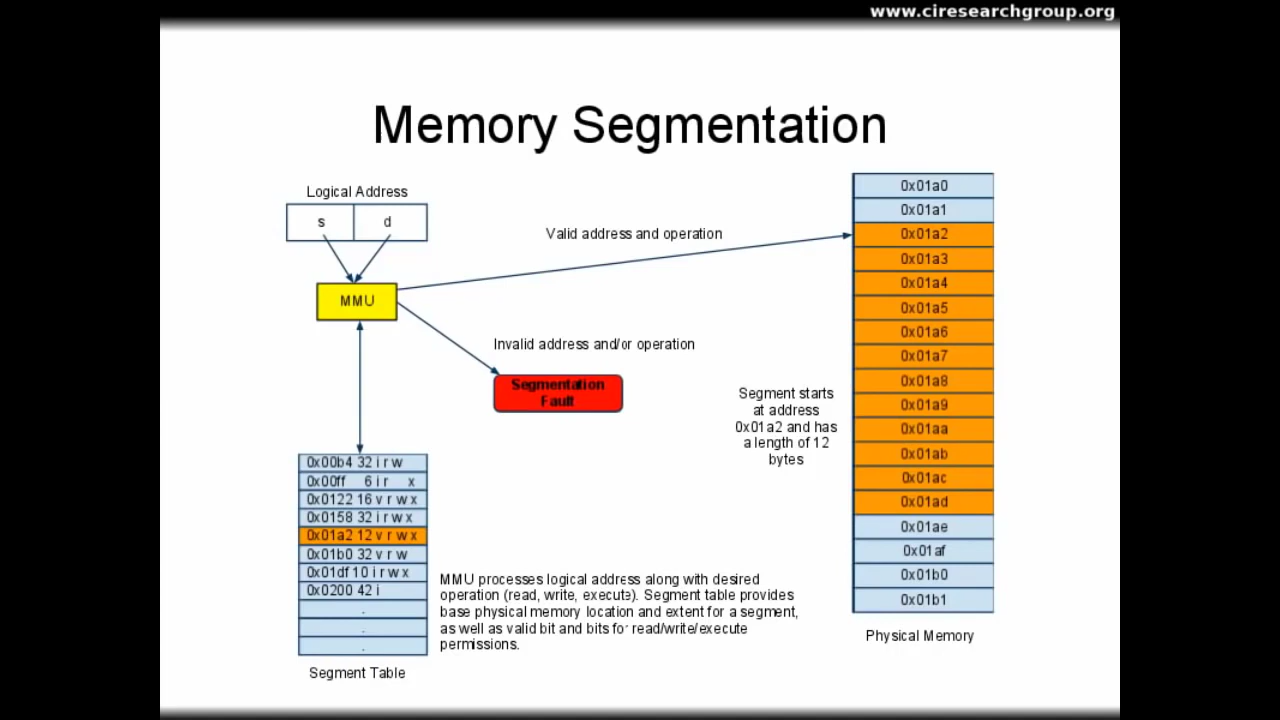 www.ciresearchgroup.org
Memory Segmentation
Logical Address
s d
MMU
Valid address and operation
Invalid address and/or operation
Segmentation
Fault
0x00b4 32 i r w
0x00ff 6 i r x
0x0122 16 v r w x
0x0158 32 i r w x
0x01a2 12 v r w x
0x01b0 32 v r w
0x01df 10 i r w x
0x0200 42 i
.
.
.
Segment Table
MMU processes logical address along with desired
operation (read, write, execute). Segment table provides
base physical memory location and extent for a segment,
as well as valid bit and bits for read/write/execute
permissions.
Segment starts
at address
0x01a2 and has
a length of 12
bytes
0x01a0
0x01a1
0x01a2
0x01a3
0x01a4
0x01a5
0x01a6
0x01a7
0x01a8
0x01a9
0x01aa
0x01ab
0x01ac
0x01ad
0x01ae
0x01af
0x01b0
0x01b1
Physical Memory